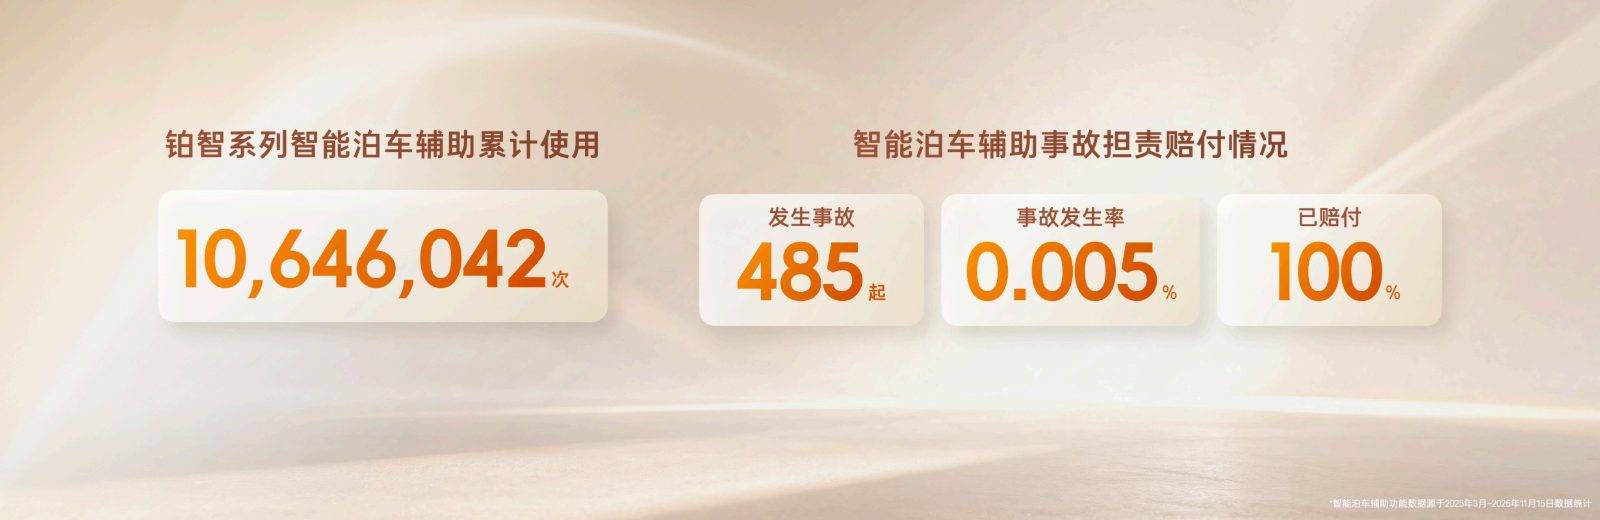 铂智系列智能泊车辅助累计使用
10,646,042次
智能泊车辅助事故担责赔付情况
发生事故
485起
事故发生率
0.005%
已赔付
100%
*智能泊车辅助功能数据源于2025年3月-2026年11月15日数据统计